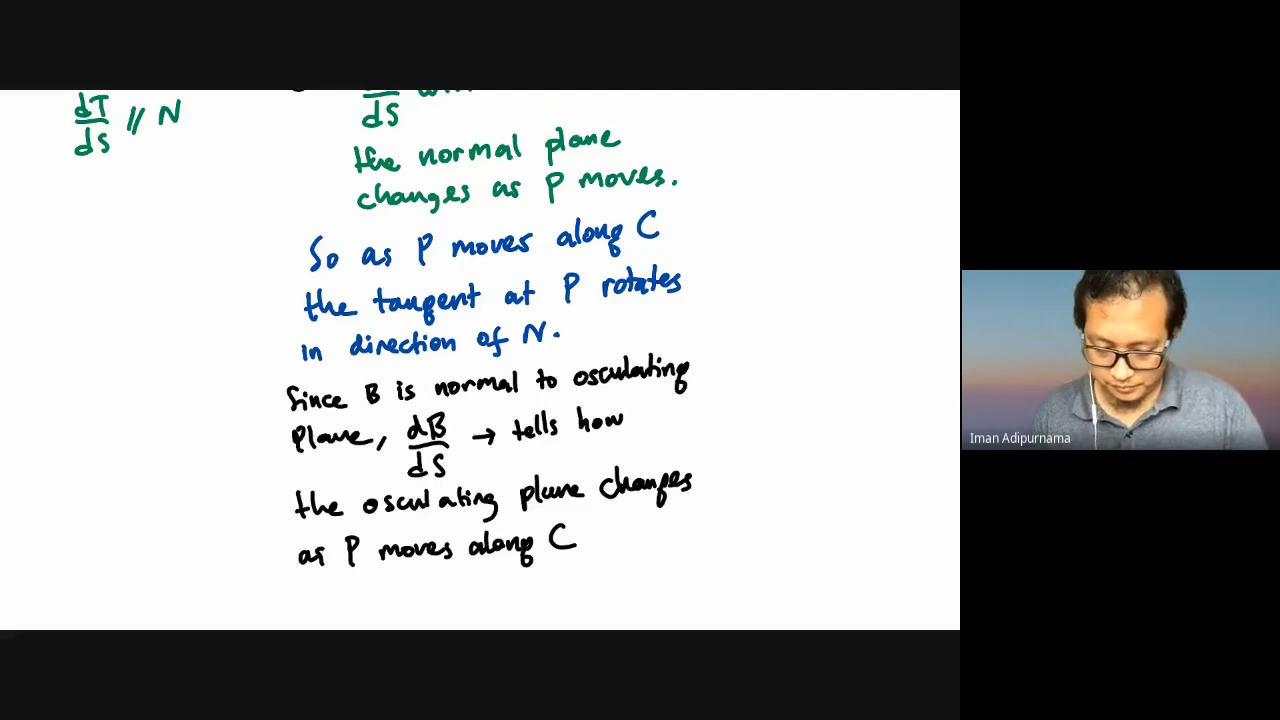 dT/dS // N
dS
the normal plane
changes as P moves.
So as P moves along C
the tangent at P rotates
in direction of N.
Since B is normal to osculating
Plane, dB/dS → tells how
the osculating plane changes
as P moves along C
Iman Adipurnama